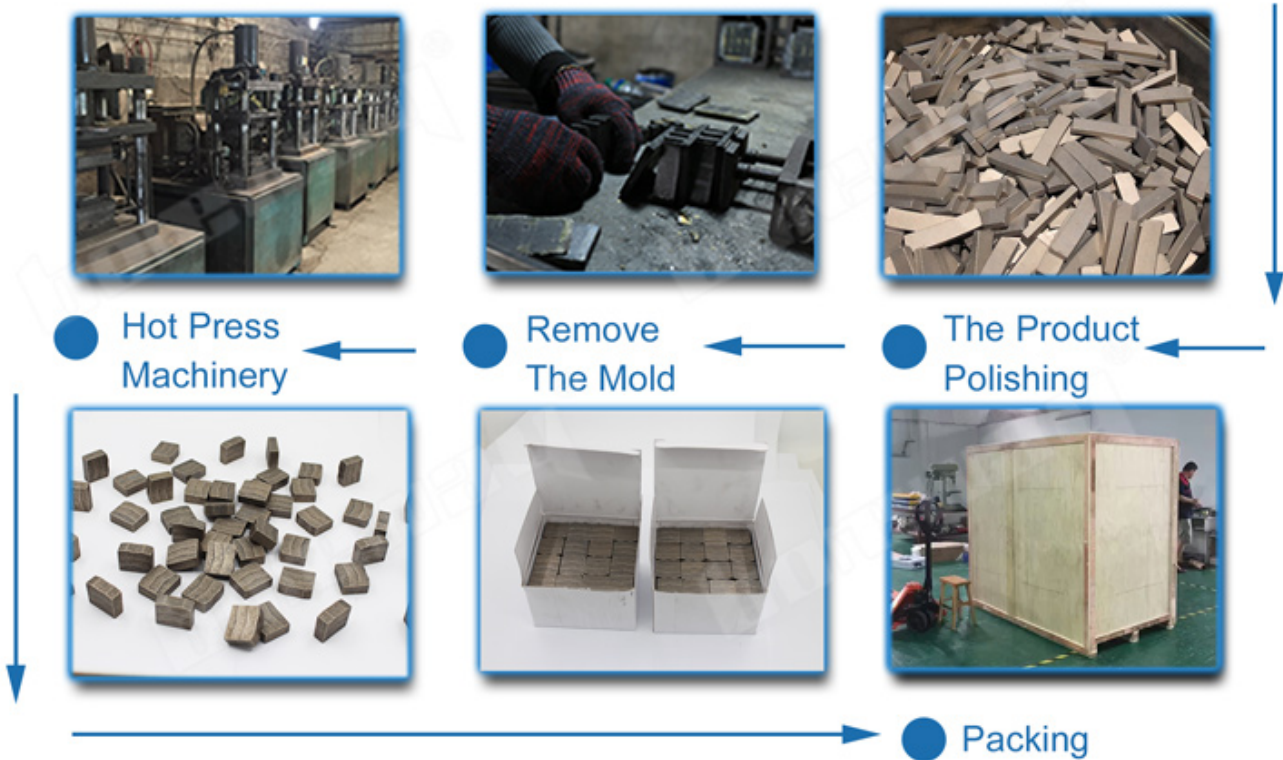 Hot Press
Machinery
Remove
The Mold
The Product
Polishing
Packing